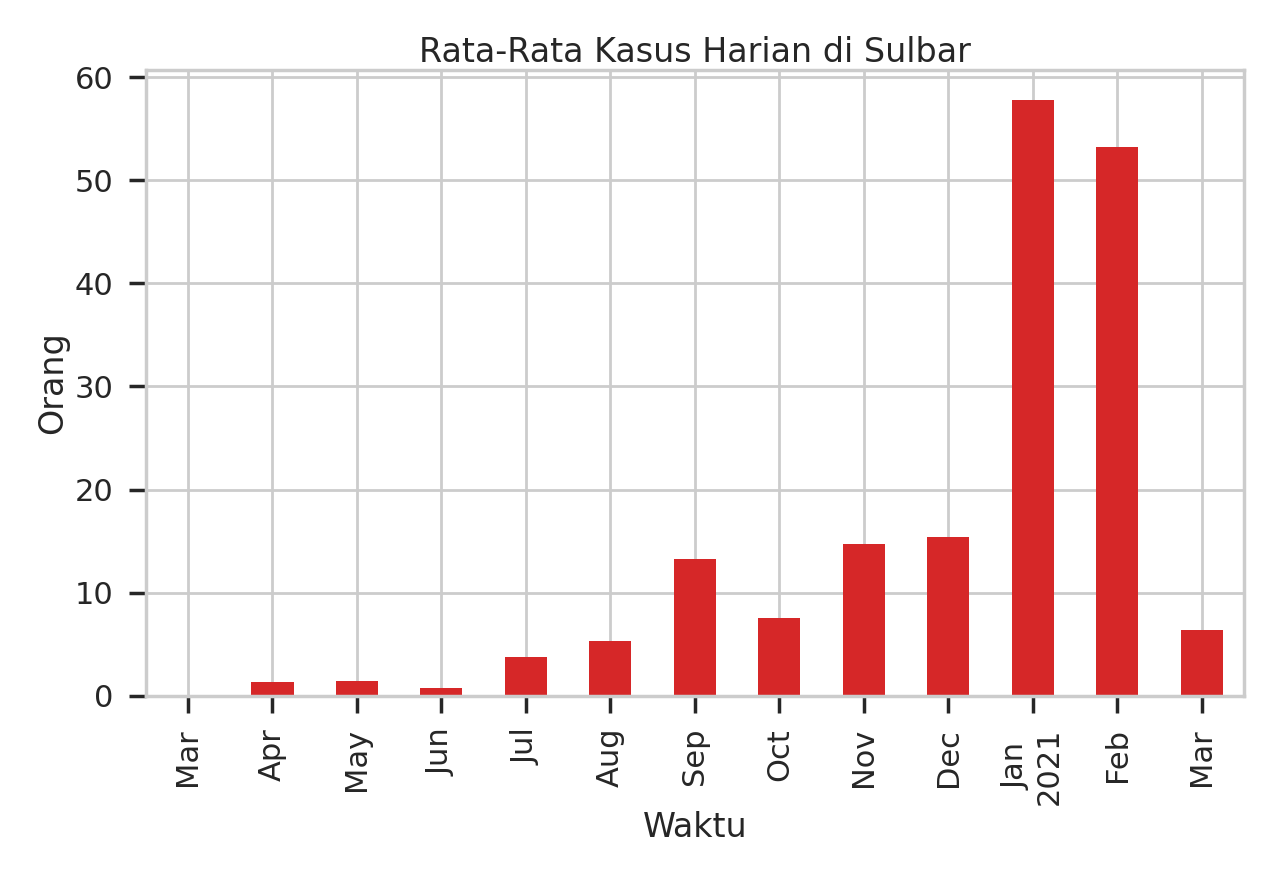 Rata-Rata Kasus Harian di Sulbar
60
50
40
30
20
10
0
Orang
Mar
Apr
May
Jun
Jul
Aug
Sep
Oct
Nov
Dec
Jan
2021
Feb
Mar
Waktu